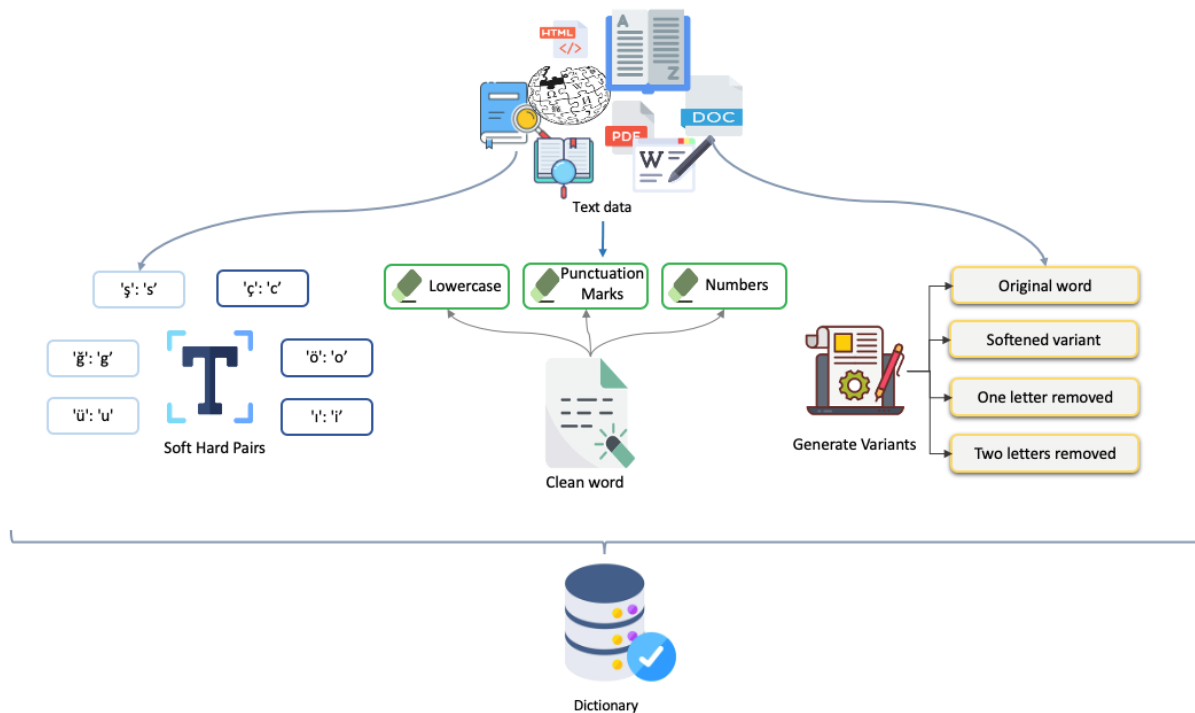 HTML
</>
A
Z
DOC
PDF
W
Text data
'ş': 's’
'ç': 'c’
'ğ': 'g’
'ö': 'o’
'ü': 'u’
'ı': 'i’
Soft Hard Pairs
Lowercase
Punctuation
Marks
Numbers
Clean word
Generate Variants
Original word
Softened variant
One letter removed
Two letters removed
Dictionary